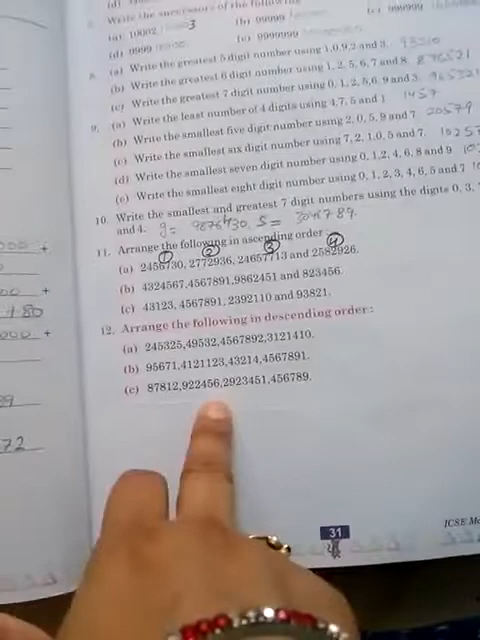 Write the successors of the following
(a) 10002 (b) 99999 (c) 999999
(d) 9999 (e) 9999999
8. (a) Write the greatest 5 digit number using 1,0,9,2 and 3. 93210
(b) Write the greatest 6 digit number using 1, 2, 5, 6, 7 and 8. 876521
(c) Write the greatest 7 digit number using 0, 1, 2, 5, 6, 9 and 3. 965321
9. (a) Write the least number of 4 digits using 4, 7, 5 and 1 1457
(b) Write the smallest five digit number using 2, 0, 5, 9 and 7 20579
(c) Write the smallest six digit number using 7, 2, 1, 0, 5 and 7. 10257
(d) Write the smallest seven digit number using 0, 1, 2, 4, 6, 8 and 9
(e) Write the smallest eight digit number using 0, 1, 2, 3, 4, 6, 5 and 7
10. Write the smallest and greatest 7 digit numbers using the digits 0, 3,
and 4. g= 9876430, S= 3046789.
11. Arrange the following in ascending order
1 2 3 4
(a) 2456730, 2772936, 24657713 and 2582926.
(b) 4324567,4567891,9862451 and 823456.
(c) 43123, 4567891, 2392110 and 93821.
12. Arrange the following in descending order:
(a) 245325,49532,4567892,3121410.
(b) 95671,4121123,43214,4567891.
(c) 87812,922456,2923451,456789.
72
31
ICSE